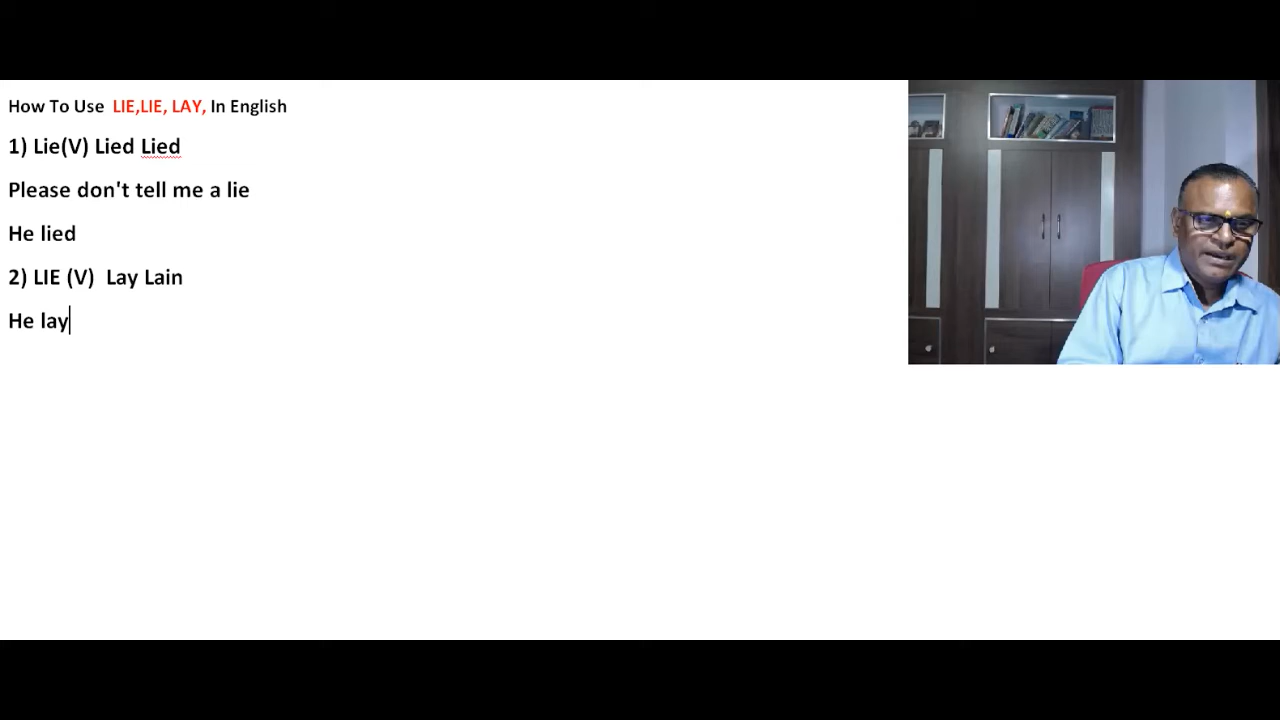 How To Use LIE,LIE, LAY, In English
1) Lie(V) Lied Lied
Please don't tell me a lie
He lied
2) LIE (V) Lay Lain
He lay